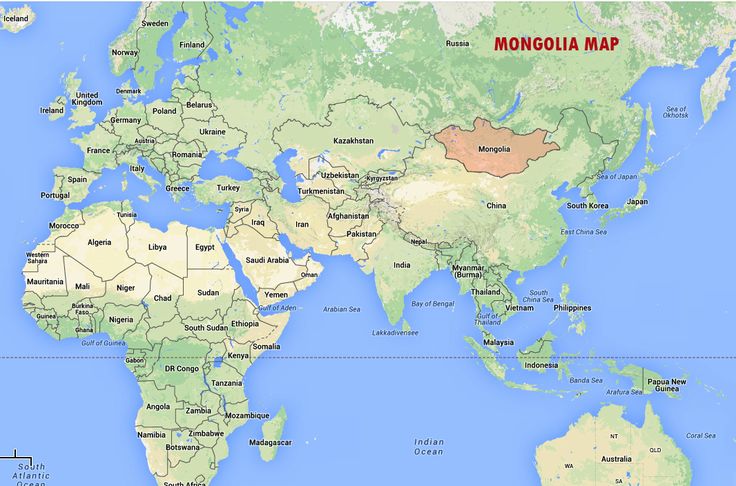 Iceland
Sweden
Norway
Finland
Russia
MONGOLIA MAP
United
Kingdom
Ireland
Denmark
Germany
Poland
Belarus
Sea of
Okhotsk
France
Austria
Ukraine
Romania
Kazakhstan
Mongolia
Spain
Portugal
Italy
Greece
Turkey
Uzbekistan
Turkmenistan
Kyrgyzstan
Sea of Japan
Japan
South Korea
China
Morocco
Tunisia
Syria
Iraq
Iran
Afghanistan
Pakistan
East China Sea
Nepal
Algeria
Libya
Egypt
Western
Sahara
Saudi Arabia
Oman
India
Myanmar
(Burma)
Mauritania
Mali
Niger
Chad
Sudan
Yemen
Gulf of Aden
Arabian Sea
Bay of Bengal
Thailand
Vietnam
South
China Sea
Philippines
Gulf of
Thailand
Lakkadivensee
Guinea
Burkina
Faso
Ghana
Nigeria
South Sudan
Ethiopia
Somalia
Gulf of Guinea
Malaysia
Gabon
DR Congo
Kenya
Indonesia
Banda Sea
Papua New
Guinea
Tanzania
Arafura Sea
Angola
Zambia
Mozambique
Namibia
Zimbabwe
Botswana
Madagascar
Indian
Ocean
NT
QLD
Coral Sea
WA
Australia
SA
South
Atlantic
Ocean
South Africa